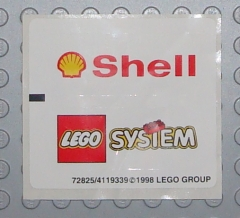 Shell
LEGO SYSTEM
72825/4119339 ©1998 LEGO GROUP